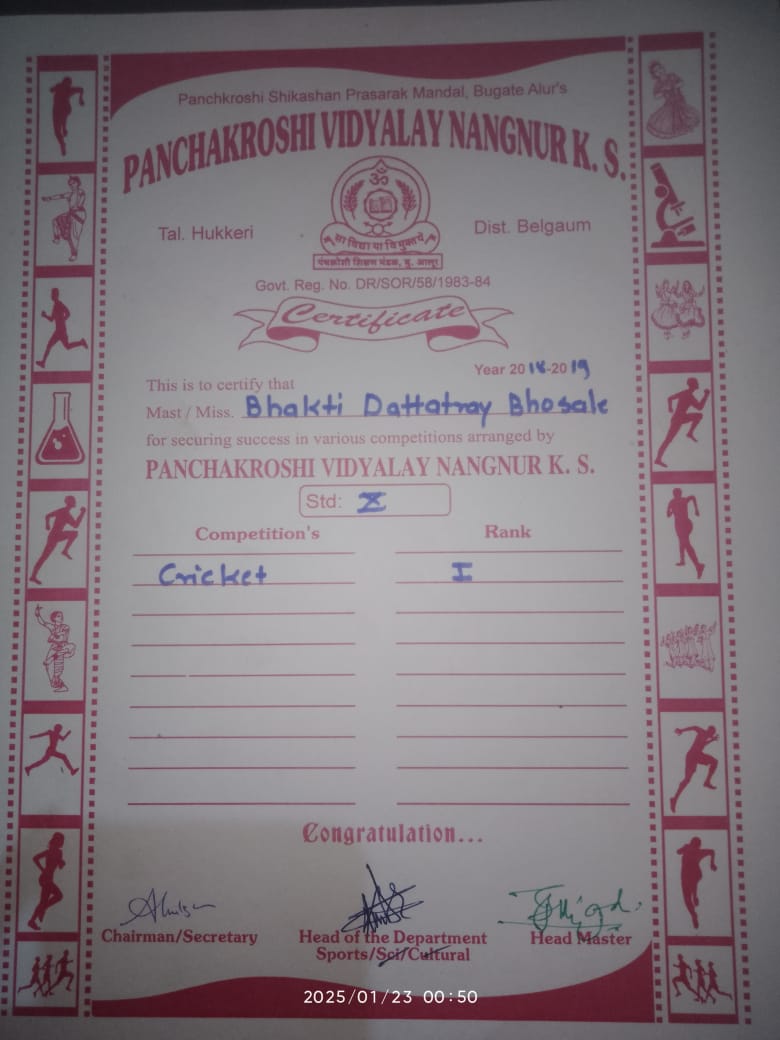 Panchkroshi Shikashan Prasarak Mandal, Bugate Alur's
PANCHAKROSHI VIDYALAY NANGNUR K. S.
ॐ
सा विद्या या विमुक्तये
पंचक्रोशी शिक्षण मंडळ, बु. आलूर
Tal. Hukkeri Dist. Belgaum
Govt. Reg. No. DR/SOR/58/1983-84
Certificate
Year 2018-2019
This is to certify that
Mast / Miss. Bhakti Dattatray Bhosale
for securing success in various competitions arranged by
PANCHAKROSHI VIDYALAY NANGNUR K. S.
Std: X
Competition's Rank
Cricket I
Congratulation...
Chairman/Secretary Head of the Department Head Master
Sports/Sci/Cultural
2025/01/23 00:50